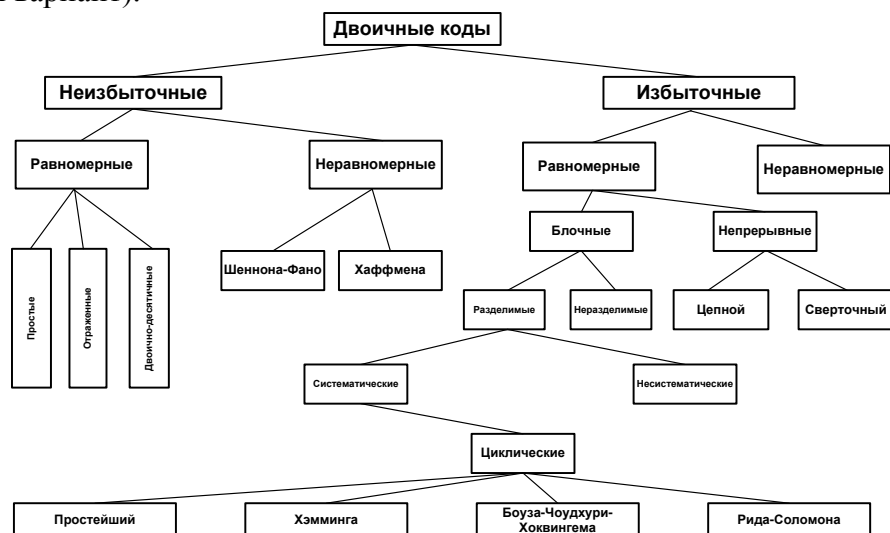 вариант).
Двоичные коды
Неизбыточные
Избыточные
Равномерные
Неравномерные
Равномерные
Неравномерные
Блочные
Непрерывные
Простые
Отраженные
Двоично-десятичные
Шеннона-Фано
Хаффмена
Разделимые
Неразделимые
Цепной
Сверточный
Систематические
Несистематические
Циклические
Простейший
Хэмминга
Боуза-Чоудхури-
Хоквингема
Рида-Соломона